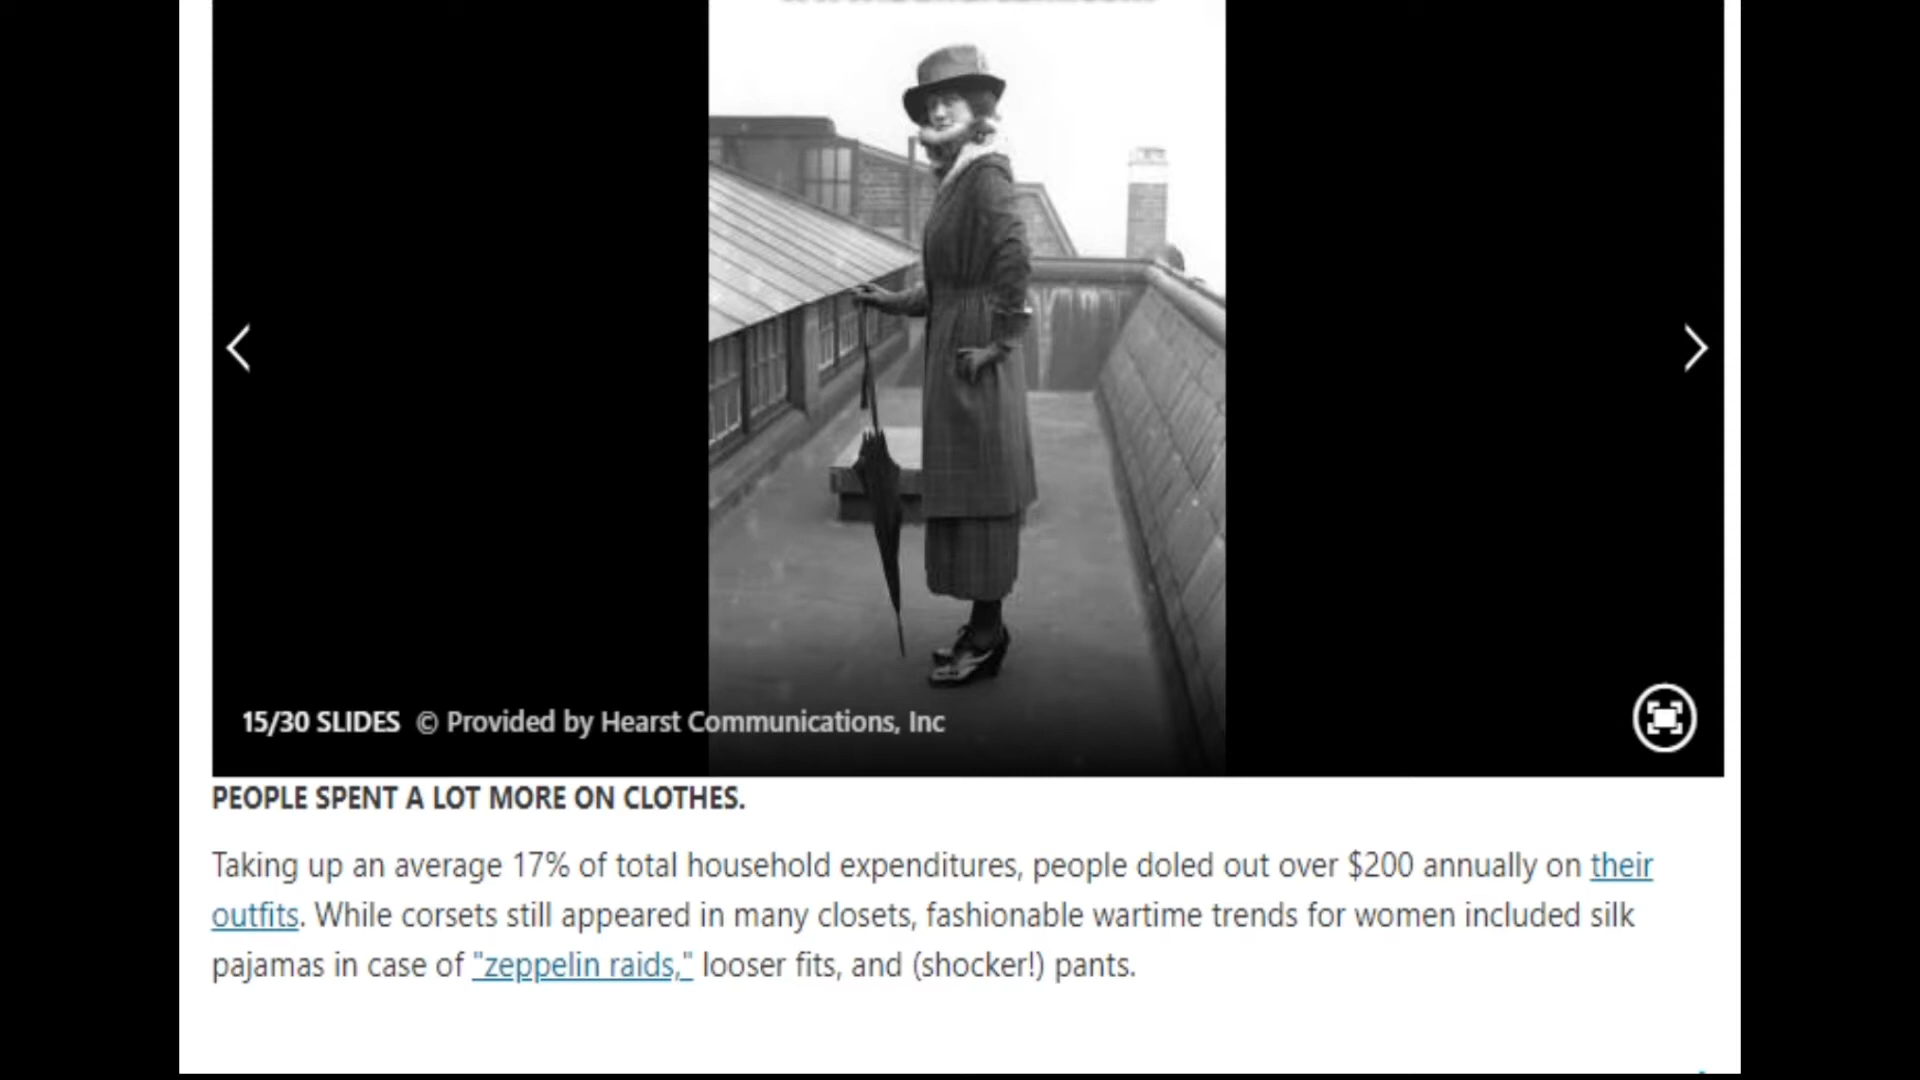 15/30 SLIDES © Provided by Hearst Communications, Inc
PEOPLE SPENT A LOT MORE ON CLOTHES.
Taking up an average 17% of total household expenditures, people doled out over $200 annually on their
outfits. While corsets still appeared in many closets, fashionable wartime trends for women included silk
pajamas in case of "zeppelin raids," looser fits, and (shocker!) pants.